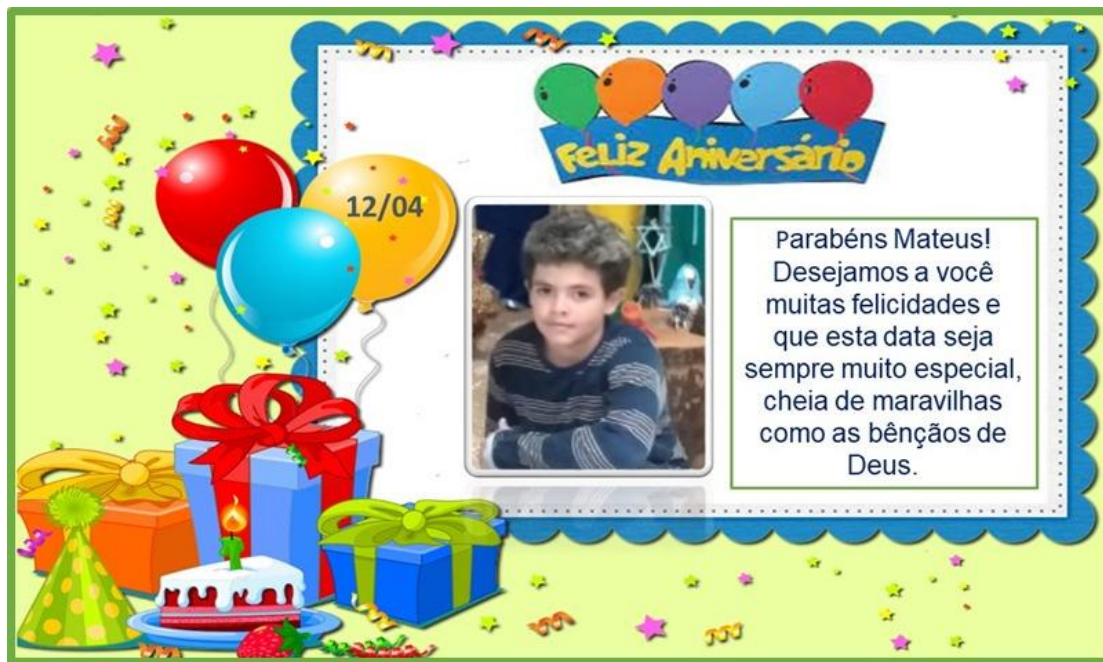 Feliz Aniversário
12/04
Parabéns Mateus!
Desejamos a você
muitas felicidades e
que esta data seja
sempre muito especial,
cheia de maravilhas
como as bênçãos de
Deus.